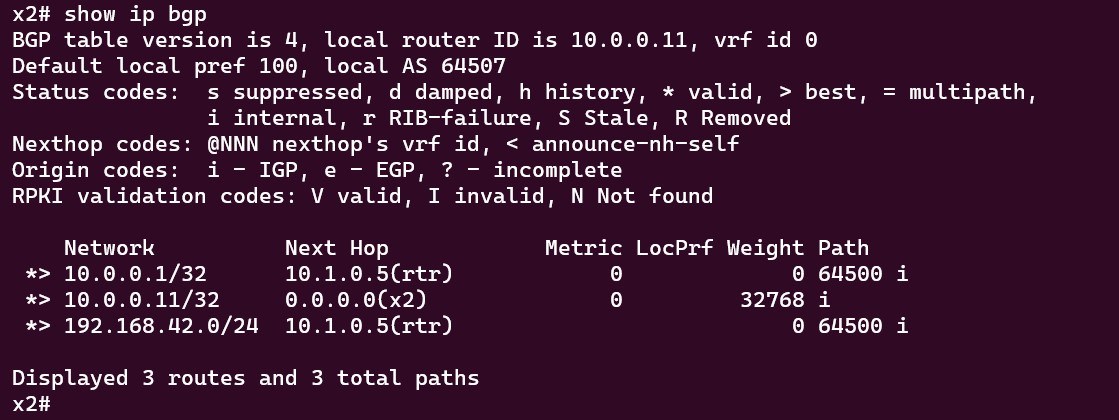 x2# show ip bgp
BGP table version is 4, local router ID is 10.0.0.11, vrf id 0
Default local pref 100, local AS 64507
Status codes:  s suppressed, d damped, h history, * valid, > best, = multipath,
               i internal, r RIB-failure, S Stale, R Removed
Nexthop codes: @NNN nexthop's vrf id, < announce-nh-self
Origin codes:  i - IGP, e - EGP, ? - incomplete
RPKI validation codes: V valid, I invalid, N Not found

    Network          Next Hop            Metric LocPrf Weight Path
 *> 10.0.0.1/32      10.1.0.5(rtr)            0             0 64500 i
 *> 10.0.0.11/32     0.0.0.0(x2)              0         32768 i
 *> 192.168.42.0/24  10.1.0.5(rtr)                          0 64500 i

Displayed 3 routes and 3 total paths
x2#